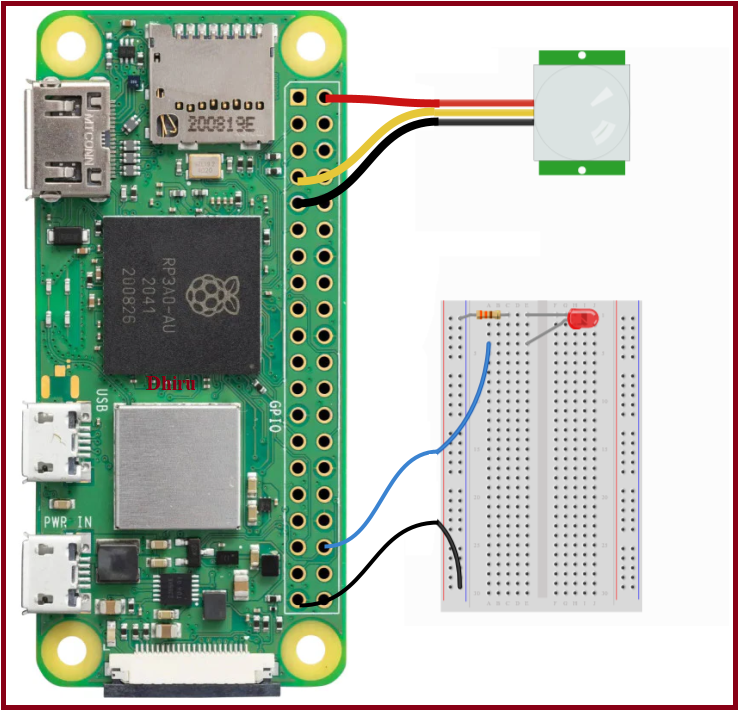 200819E
MTCONN
RP3A0-AU
2041
200826
Dhiru
USB
GPIO
PWR IN